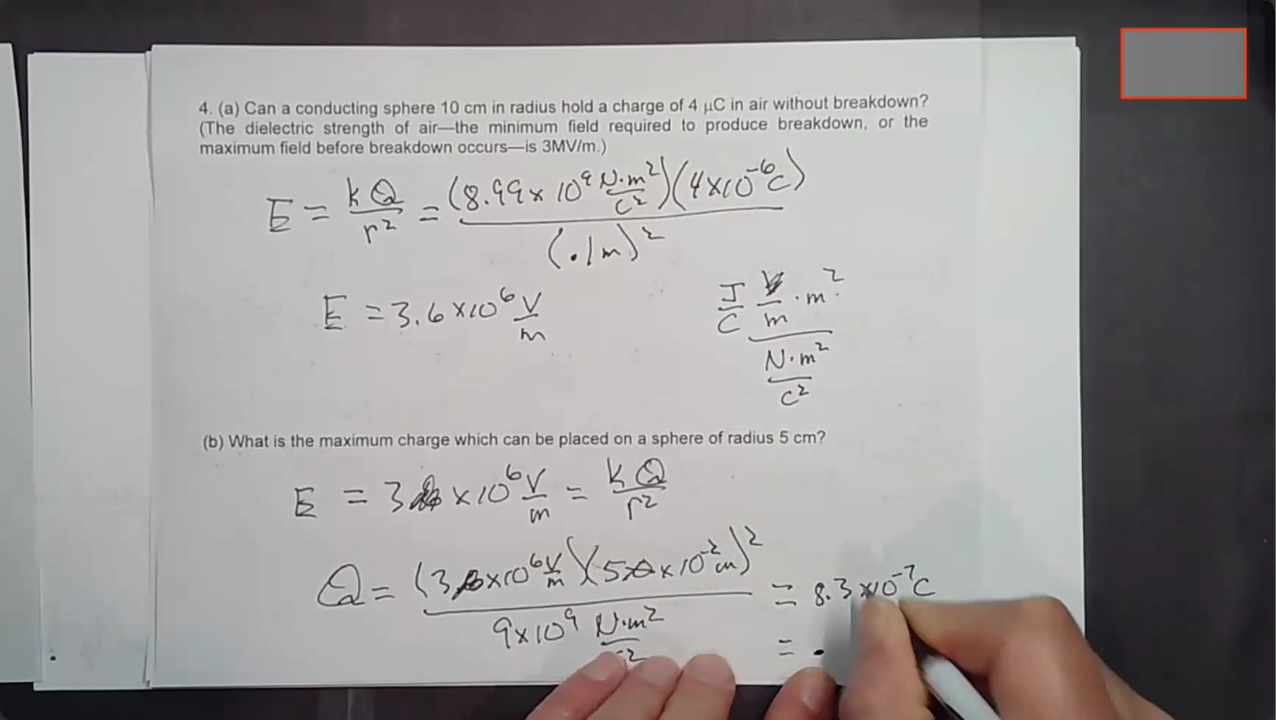 4. (a) Can a conducting sphere 10 cm in radius hold a charge of 4 μC in air without breakdown?
(The dielectric strength of air—the minimum field required to produce breakdown, or the
maximum field before breakdown occurs—is 3MV/m.)
E = kQ/r² = (8.99×10⁹ N·m²/C²)(4×10⁻⁶C)/(.1m)²
E = 3.6×10⁶ V/m
J/C V/m · m²
N·m²/C²
(b) What is the maximum charge which can be placed on a sphere of radius 5 cm?
E = 3 ×10⁶ V/m = kQ/r²
Q = (3 ×10⁶ V/m)(5 ×10⁻² m)²/9×10⁹ N·m² = 8.3×10⁻⁷C
= .